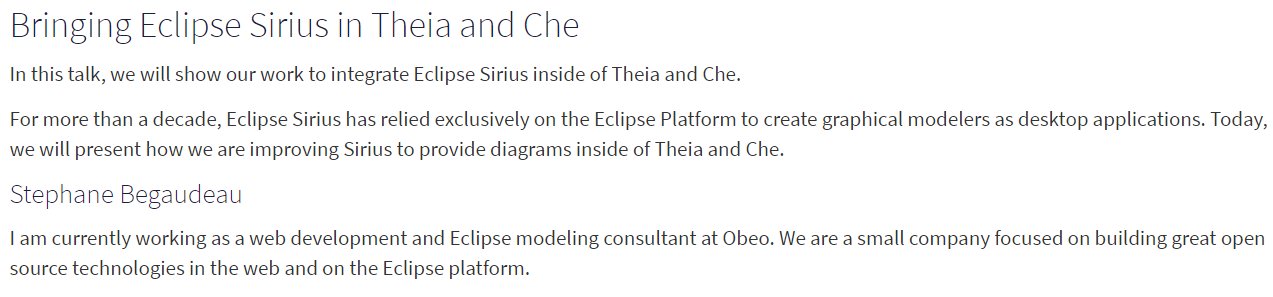 Bringing Eclipse Sirius in Theia and Che
In this talk, we will show our work to integrate Eclipse Sirius inside of Theia and Che.
For more than a decade, Eclipse Sirius has relied exclusively on the Eclipse Platform to create graphical modelers as desktop applications. Today,
we will present how we are improving Sirius to provide diagrams inside of Theia and Che.
Stephane Begaudeau
I am currently working as a web development and Eclipse modeling consultant at Obeo. We are a small company focused on building great open
source technologies in the web and on the Eclipse platform.